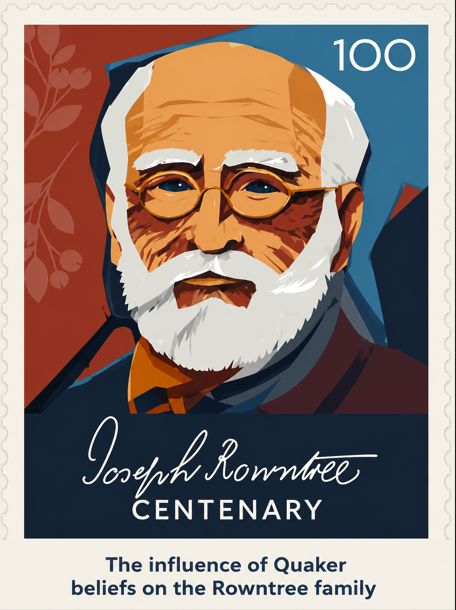 100
Joseph Rowntree
CENTENARY
The influence of Quaker
beliefs on the Rowntree family